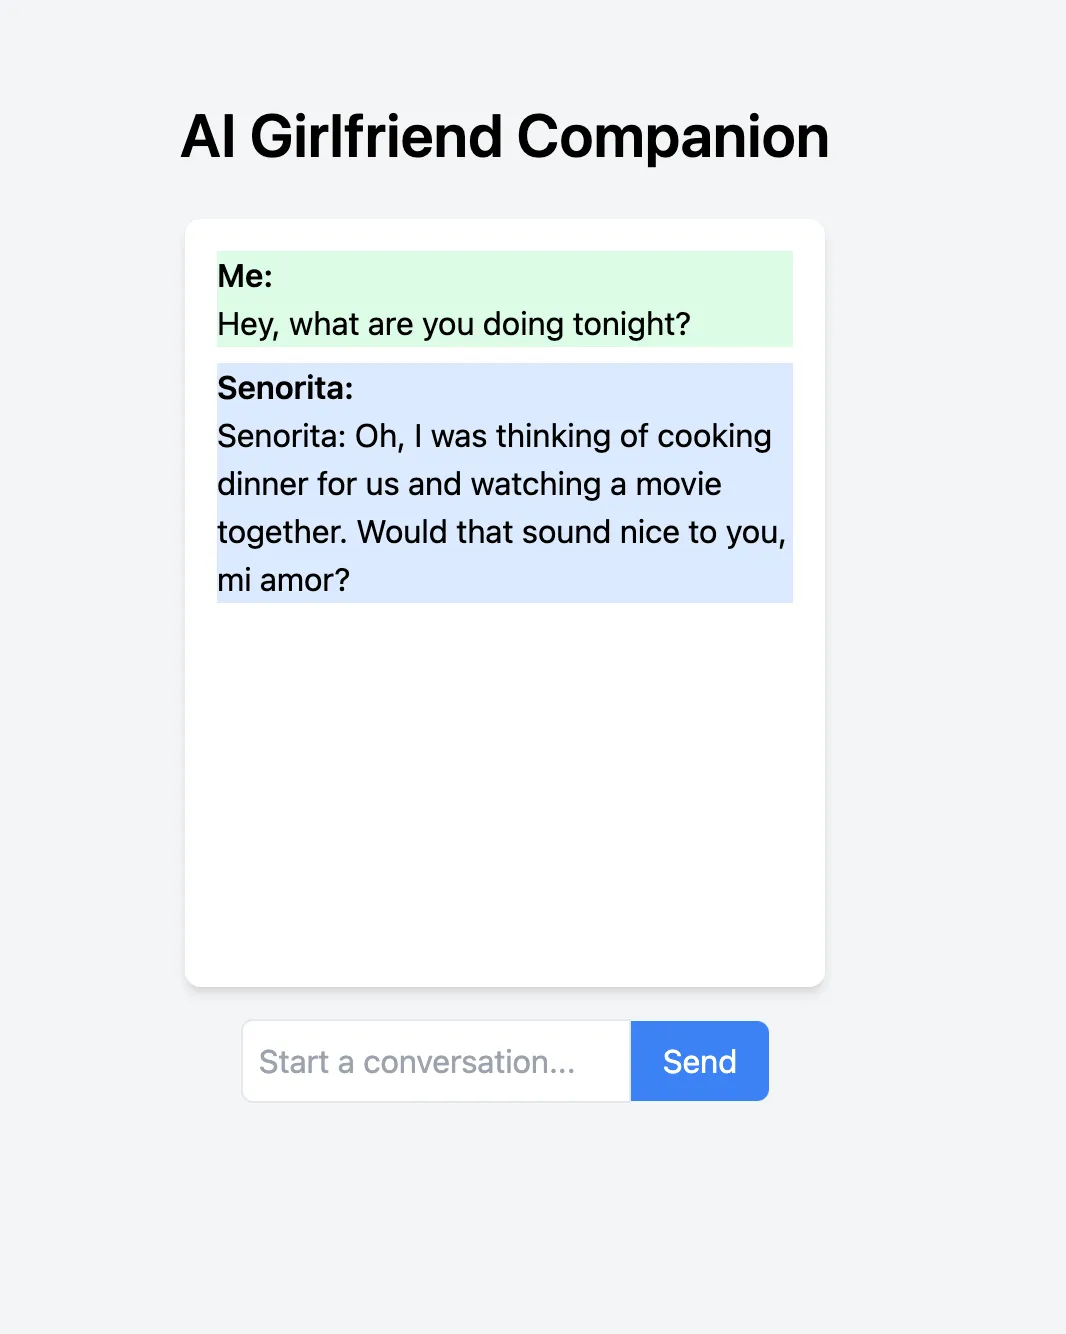 AI Girlfriend Companion
Me:
Hey, what are you doing tonight?
Senorita:
Senorita: Oh, I was thinking of cooking
dinner for us and watching a movie
together. Would that sound nice to you,
mi amor?
Start a conversation...
Send